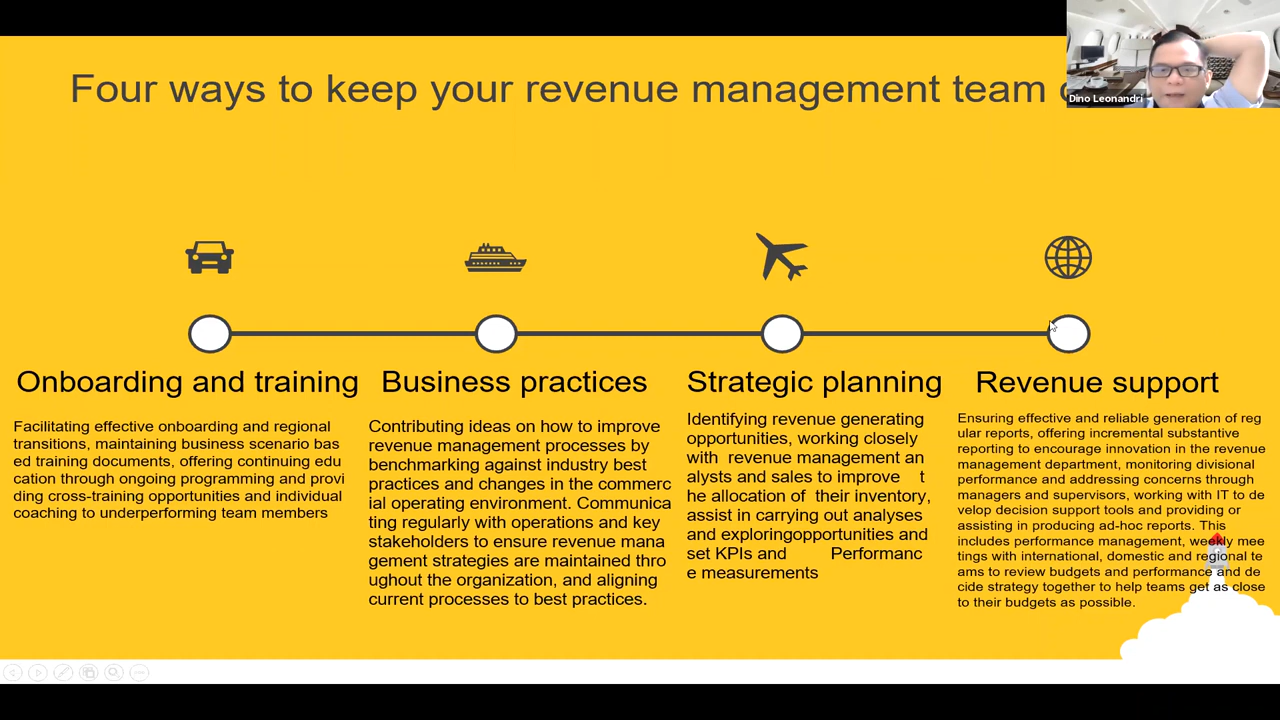 Four ways to keep your revenue management team
Dino Leonandri
Onboarding and training
Facilitating effective onboarding and regional
transitions, maintaining business scenario bas
ed training documents, offering continuing edu
cation through ongoing programming and provi
ding cross-training opportunities and individual
coaching to underperforming team members
Business practices
Contributing ideas on how to improve
revenue management processes by
benchmarking against industry best
practices and changes in the commerc
ial operating environment. Communica
ting regularly with operations and key
stakeholders to ensure revenue mana
gement strategies are maintained thro
ughout the organization, and aligning
current processes to best practices.
Strategic planning
Identifying revenue generating
opportunities, working closely
with revenue management an
alysts and sales to improve t
he allocation of their inventory,
assist in carrying out analyses
and exploringopportunities and
set KPIs and Performanc
e measurements
Revenue support
Ensuring effective and reliable generation of reg
ular reports, offering incremental substantive
reporting to encourage innovation in the revenue
management department, monitoring divisional
performance and addressing concerns through
managers and supervisors, working with IT to de
velop decision support tools and providing or
assisting in producing ad-hoc reports. This
includes performance management, weekly mee
tings with international, domestic and regional te
ams to review budgets and performance and de
cide strategy together to help teams get as close
to their budgets as possible.